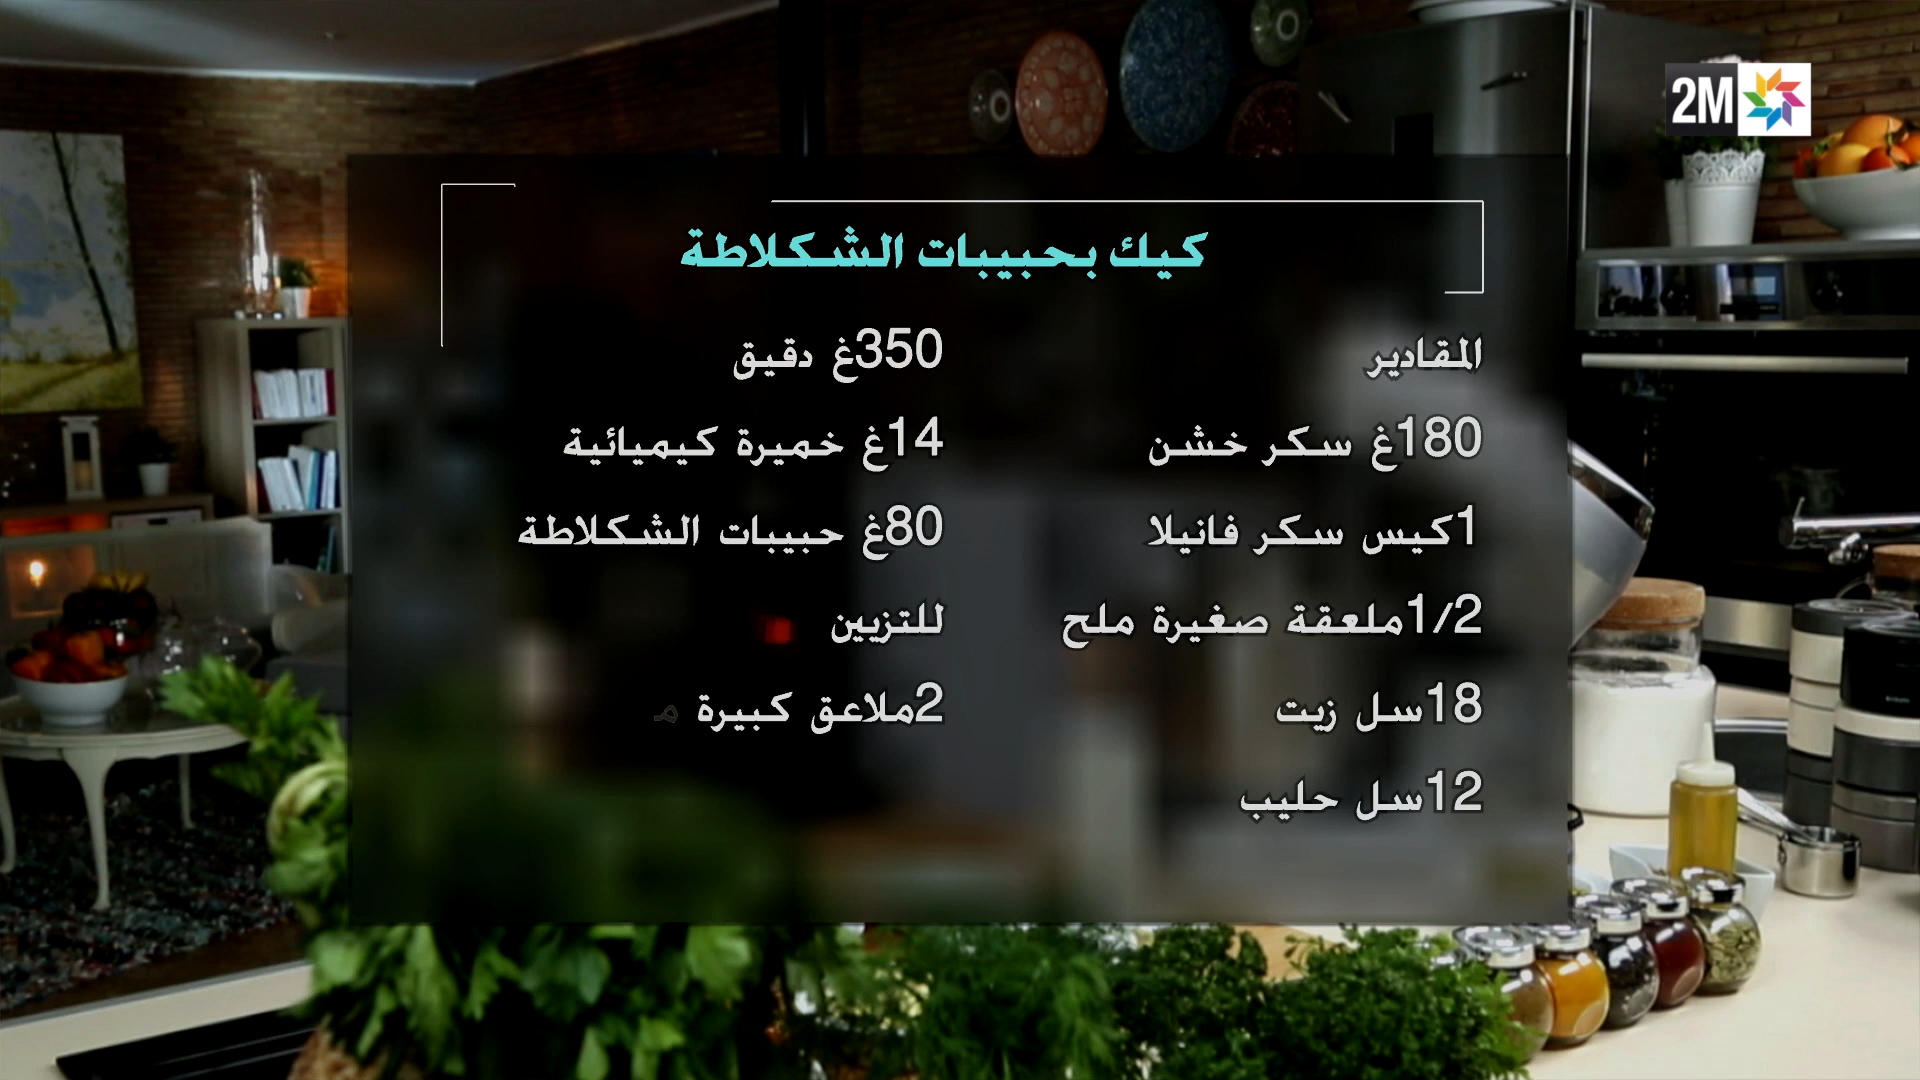 2M
كيك بحبيبات الشكلاطة
المقادير
180غ سكر خشن
1كيس سكر فانيلا
1/2ملعقة صغيرة ملح
18سل زيت
12سل حليب
350غ دقيق
14غ خميرة كيميائية
80غ حبيبات الشكلاطة
للتزيين
2ملاعق كبيرة